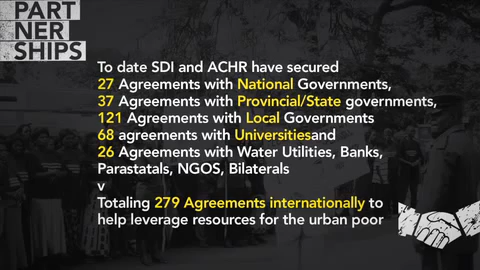 PART
NER
SHIPS
To date SDI and ACHR have secured
27 Agreements with National Governments,
37 Agreements with Provincial/State governments,
121 Agreements with Local Governments
68 agreements with Universitiesand
26 Agreements with Water Utilities, Banks,
Parastatals, NGOS, Bilaterals
v
Totaling 279 Agreements internationally to
help leverage resources for the urban poor